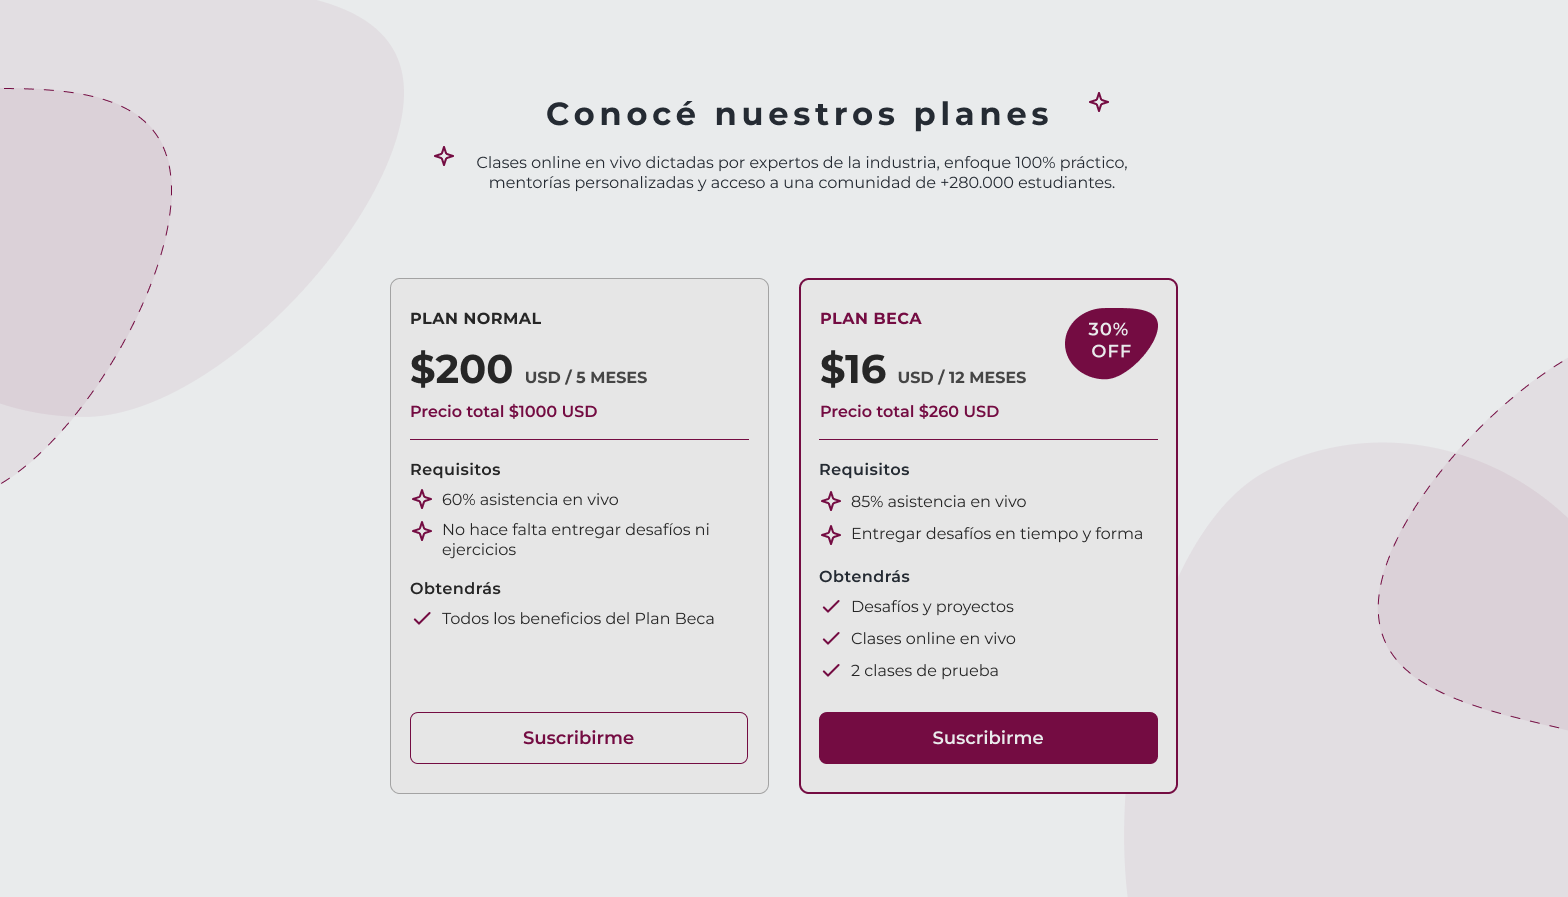 Conocé nuestros planes
Clases online en vivo dictadas por expertos de la industria, enfoque 100% práctico,
mentorías personalizadas y acceso a una comunidad de +280.000 estudiantes.
PLAN NORMAL
$200 USD / 5 MESES
Precio total $1000 USD
Requisitos
60% asistencia en vivo
No hace falta entregar desafíos ni
ejercicios
Obtendrás
Todos los beneficios del Plan Beca
Suscribirme
PLAN BECA
30%
OFF
$16 USD / 12 MESES
Precio total $260 USD
Requisitos
85% asistencia en vivo
Entregar desafíos en tiempo y forma
Obtendrás
Desafíos y proyectos
Clases online en vivo
2 clases de prueba
Suscribirme